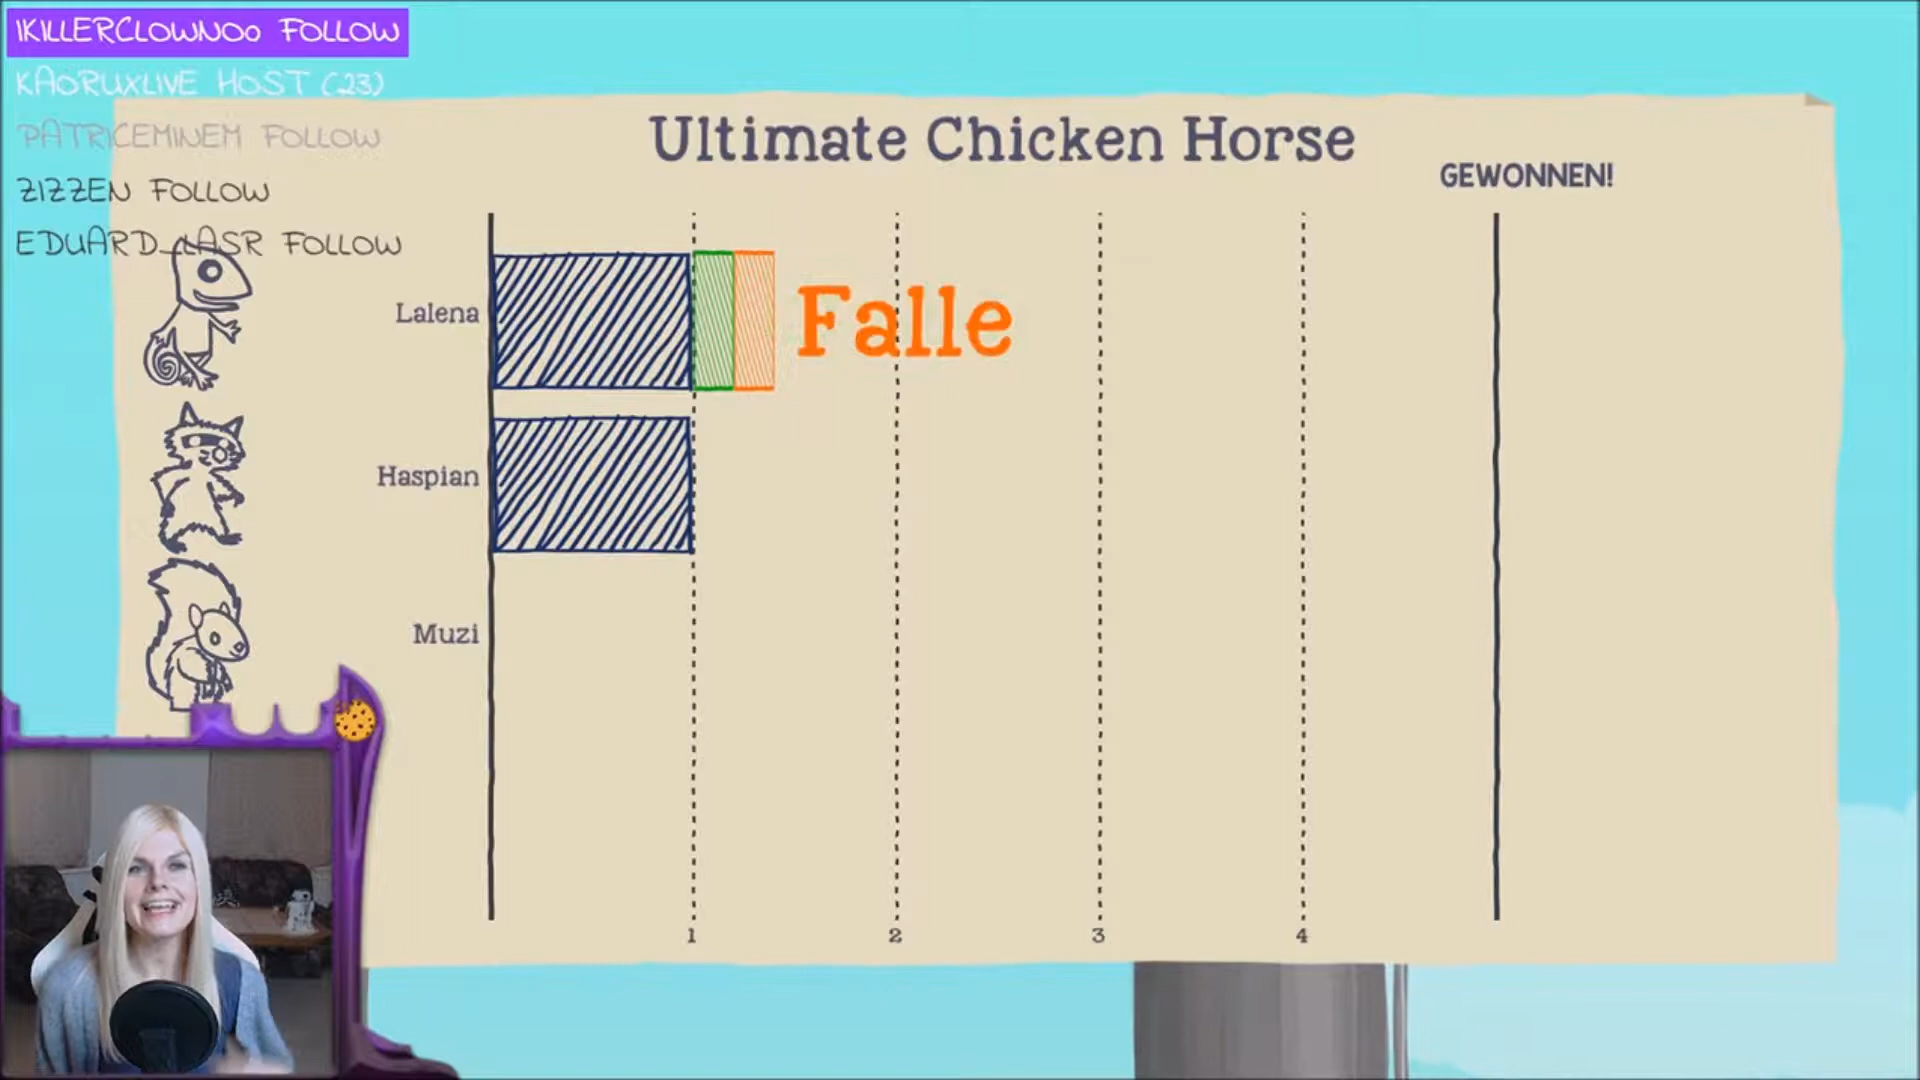 1KILLERCLOWN0o FOLLOW
KAORUXLIVE HOST (23)
PATRICEMINEM FOLLOW
ZIZZEN FOLLOW
EDUARD_LASR FOLLOW
Ultimate Chicken Horse
GEWONNEN!
Lalena
Falle
Haspian
Muzi
1 2 3 4